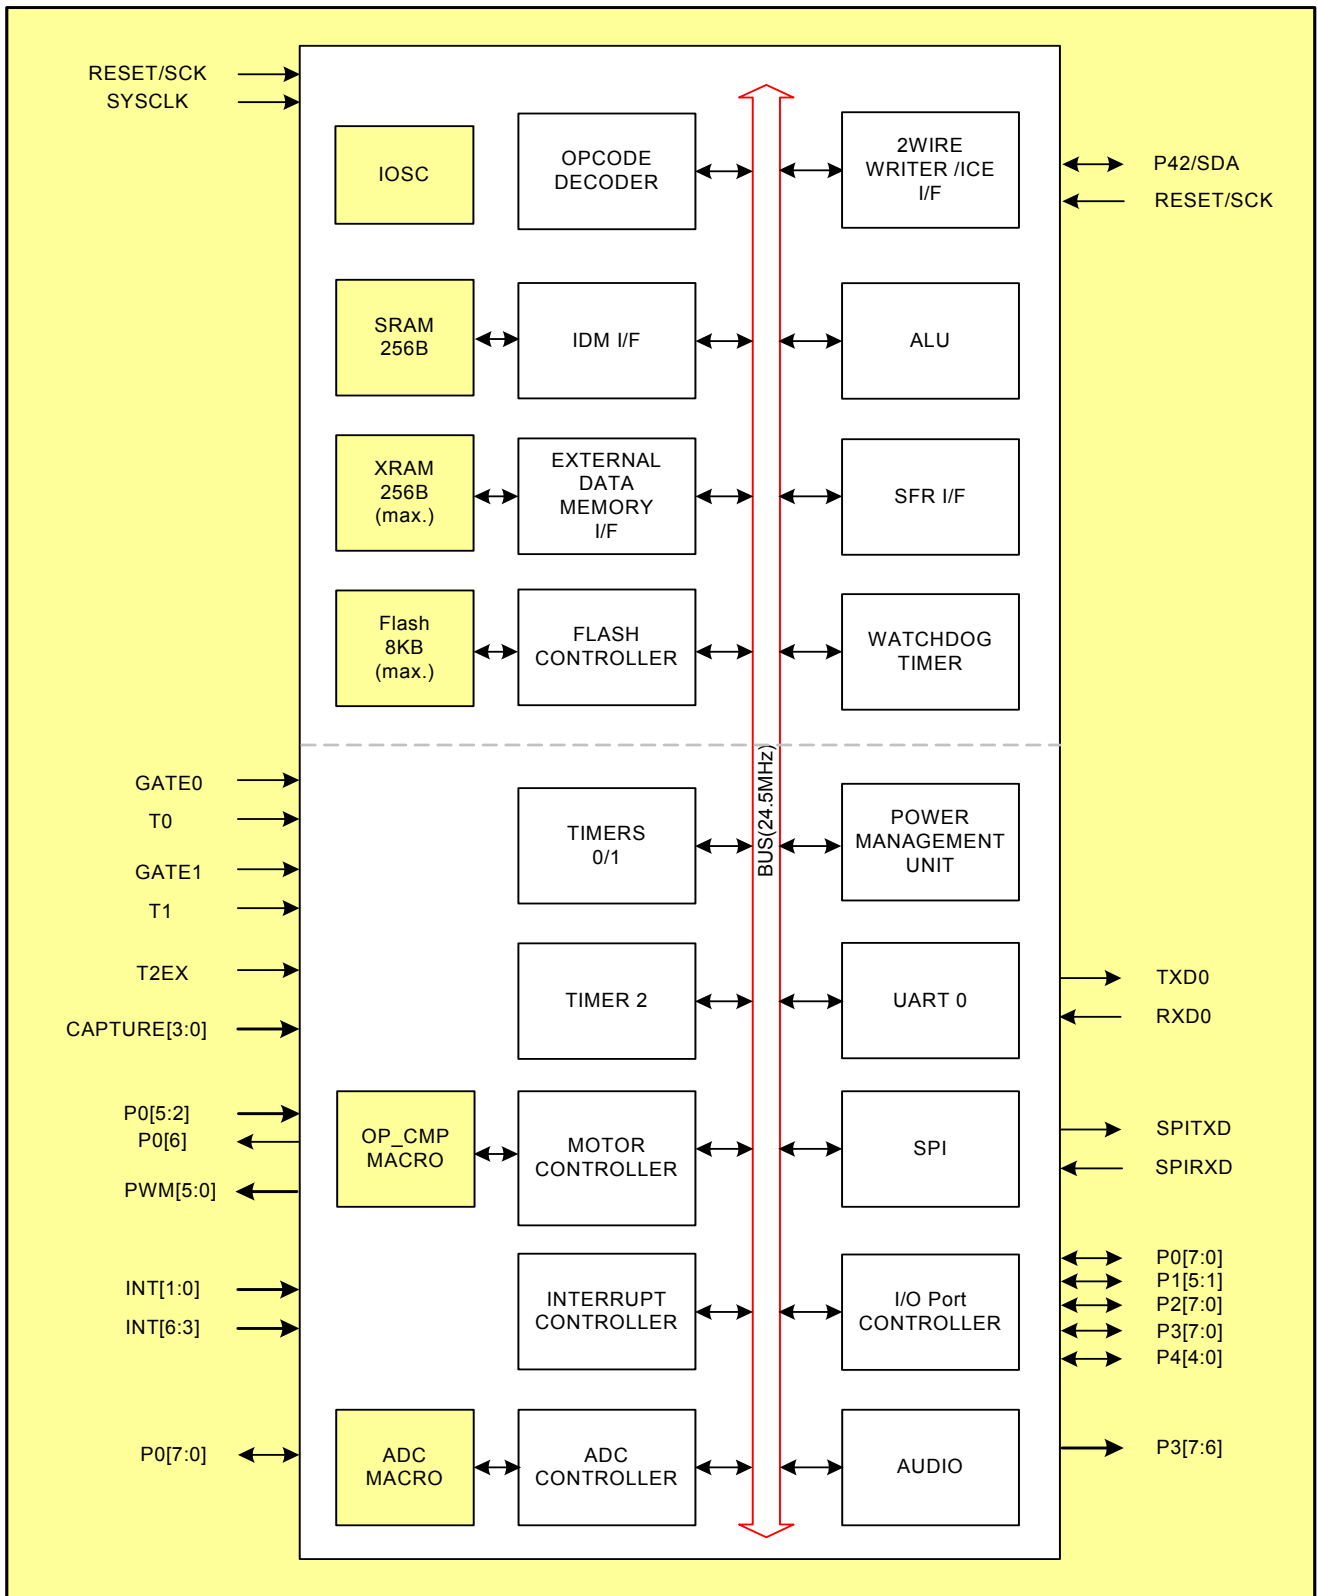 RESET/SCK
SYSCLK
IOSC
OPCODE
DECODER
2WIRE
WRITER /ICE
I/F
P42/SDA
RESET/SCK
SRAM
256B
IDM I/F
ALU
XRAM
256B
(max.)
EXTERNAL
DATA
MEMORY
I/F
SFR I/F
Flash
8KB
(max.)
FLASH
CONTROLLER
WATCHDOG
TIMER
BUS(24.5MHz)
GATE0
T0
GATE1
T1
TIMERS
0/1
POWER
MANAGEMENT
UNIT
T2EX
CAPTURE[3:0]
TIMER 2
UART 0
TXD0
RXD0
P0[5:2]
P0[6]
PWM[5:0]
OP_CMP
MACRO
MOTOR
CONTROLLER
SPI
SPITXD
SPIRXD
INT[1:0]
INT[6:3]
INTERRUPT
CONTROLLER
I/O Port
CONTROLLER
P0[7:0]
P1[5:1]
P2[7:0]
P3[7:0]
P4[4:0]
P0[7:0]
ADC
MACRO
ADC
CONTROLLER
AUDIO
P3[7:6]